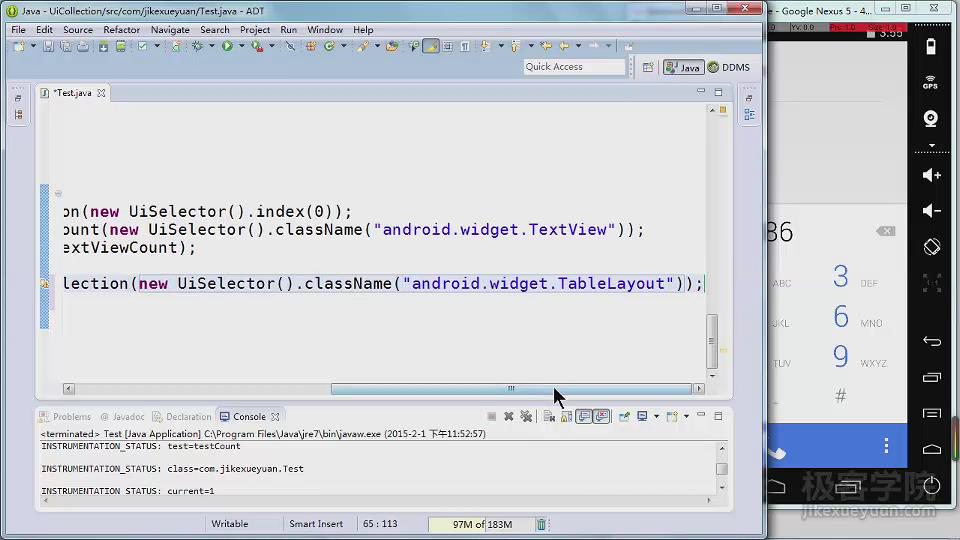 Java - UiCollection/src/com/jikexueyuan/Test.java - ADT
Google Nexus 5 - 4...
File Edit Source Refactor Navigate Search Project Run Window Help
Quick Access
Java
DDMS
*Test.java
on(new UiSelector().index(0));
ount(new UiSelector().className("android.widget.TextView"));
extViewCount);
lection(new UiSelector().className("android.widget.TableLayout"));
Problems
@ Javadoc
Declaration
Console
<terminated> Test [Java Application] C:\Program Files\Java\jre7\bin\javaw.exe (2015-2-1 下午11:52:57)
INSTRUMENTATION_STATUS: test=testCount
INSTRUMENTATION_STATUS: class=com.jikexueyuan.Test
INSTRUMENTATION_STATUS: current=1
Writable
Smart Insert
65 : 113
97M of 183M
3:55
GPS
86
ABC 3 DEF
JKL 6 MNO
TUV 9 WXYZ
#
极客学院
jikexueyuan.com